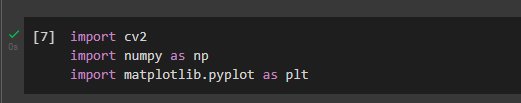 [7] import cv2
import numpy as np
import matplotlib.pyplot as plt
0s